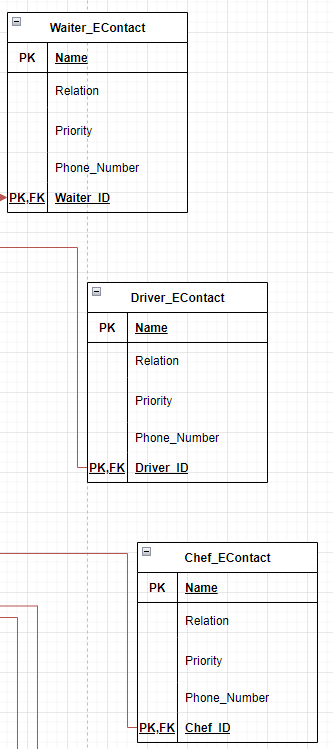 Waiter_EContact
PK Name
Relation
Priority
Phone_Number
PK,FK Waiter_ID
Driver_EContact
PK Name
Relation
Priority
Phone_Number
PK,FK Driver_ID
Chef_EContact
PK Name
Relation
Priority
Phone_Number
PK,FK Chef_ID